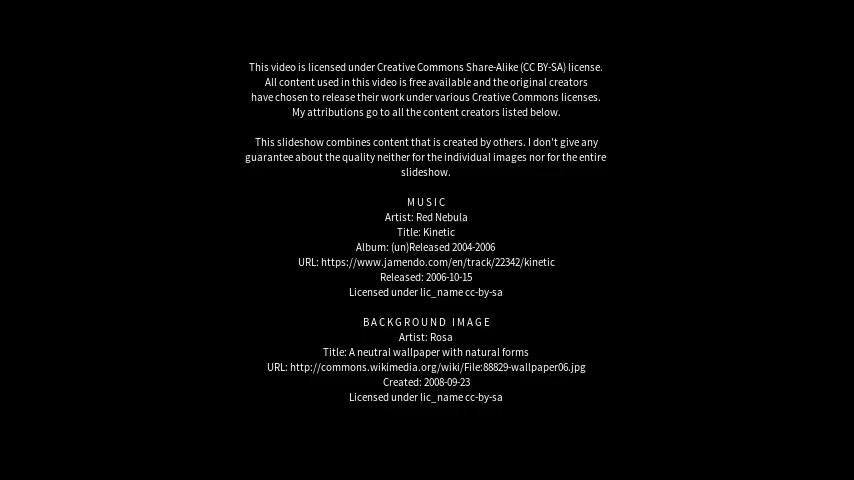 This video is licensed under Creative Commons Share-Alike (CC BY-SA) license.
All content used in this video is free available and the original creators
have chosen to release their work under various Creative Commons licenses.
My attributions go to all the content creators listed below.
This slideshow combines content that is created by others. I don't give any
guarantee about the quality neither for the individual images nor for the entire
slideshow.
MUSIC
Artist: Red Nebula
Title: Kinetic
Album: (un)Released 2004-2006
URL: https://www.jamendo.com/en/track/22342/kinetic
Released: 2006-10-15
Licensed under lic_name cc-by-sa
BACKGROUND IMAGE
Artist: Rosa
Title: A neutral wallpaper with natural forms
URL: http://commons.wikimedia.org/wiki/File:88829-wallpaper06.jpg
Created: 2008-09-23
Licensed under lic_name cc-by-sa